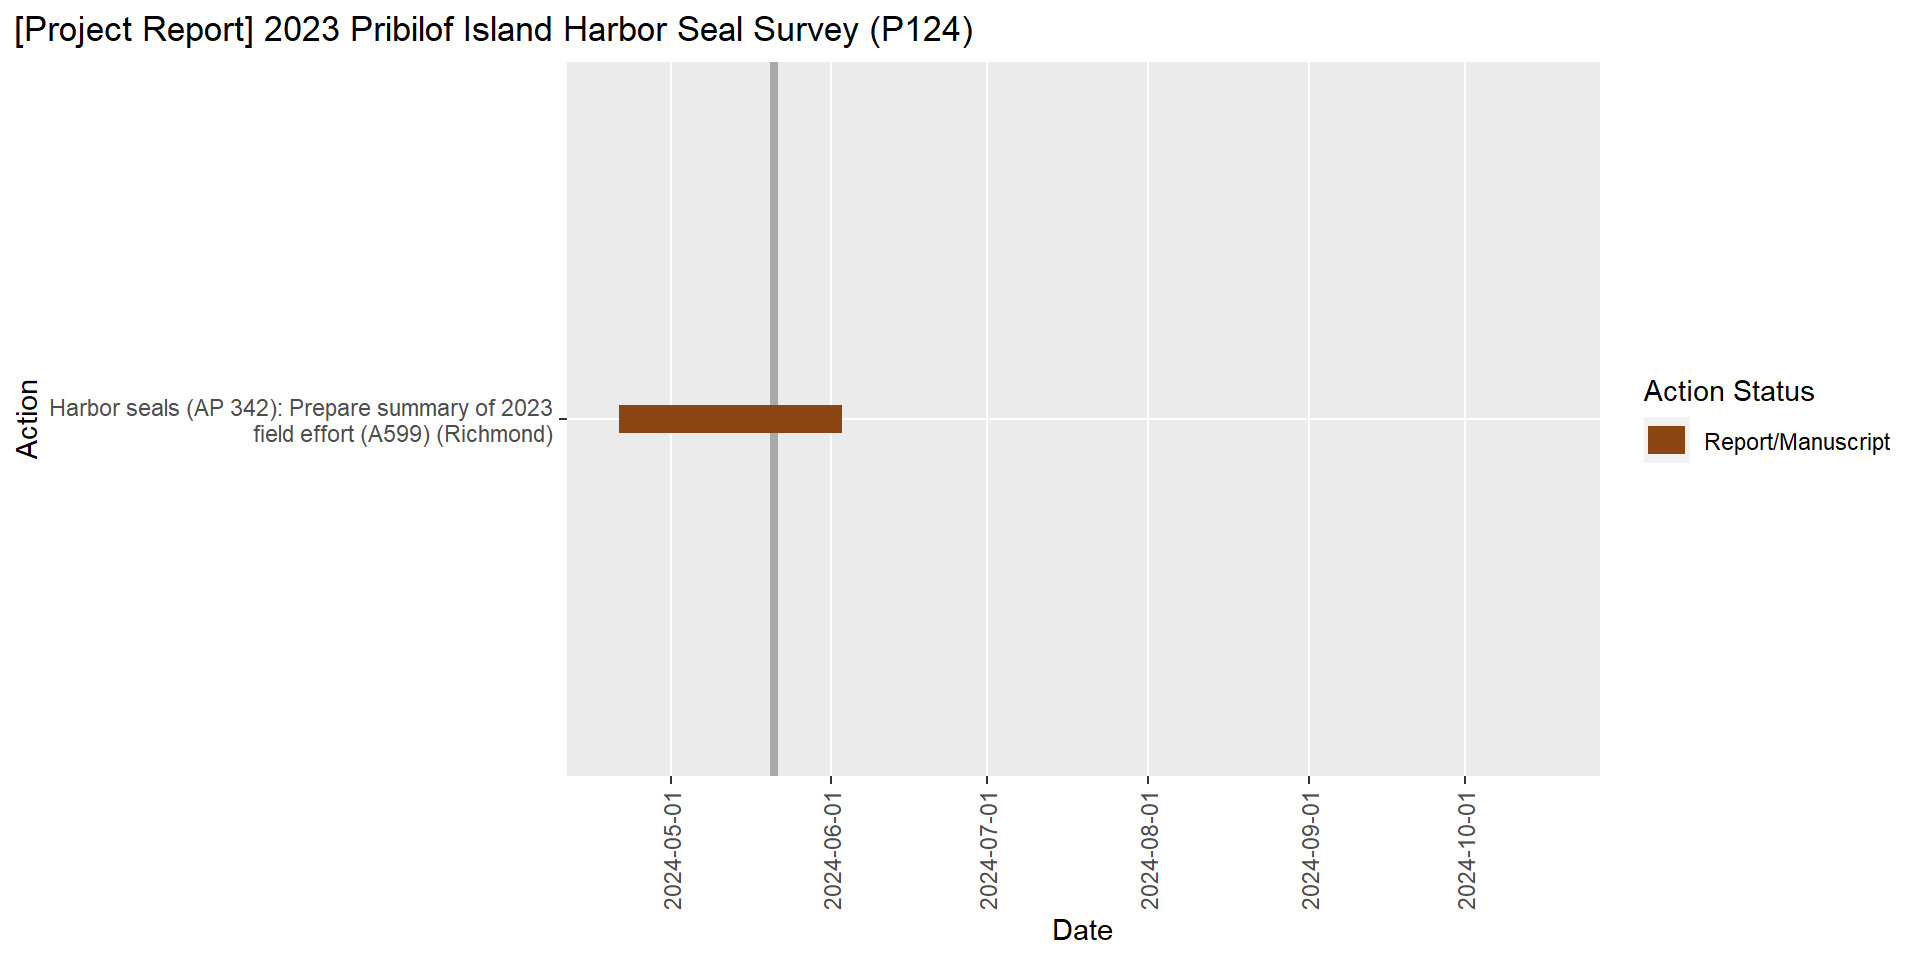 [Project Report] 2023 Pribilof Island Harbor Seal Survey (P124)
Action
Harbor seals (AP 342): Prepare summary of 2023
field effort (A599) (Richmond)
Action Status
Report/Manuscript
2024-05-01
2024-06-01
2024-07-01
2024-08-01
2024-09-01
2024-10-01
Date